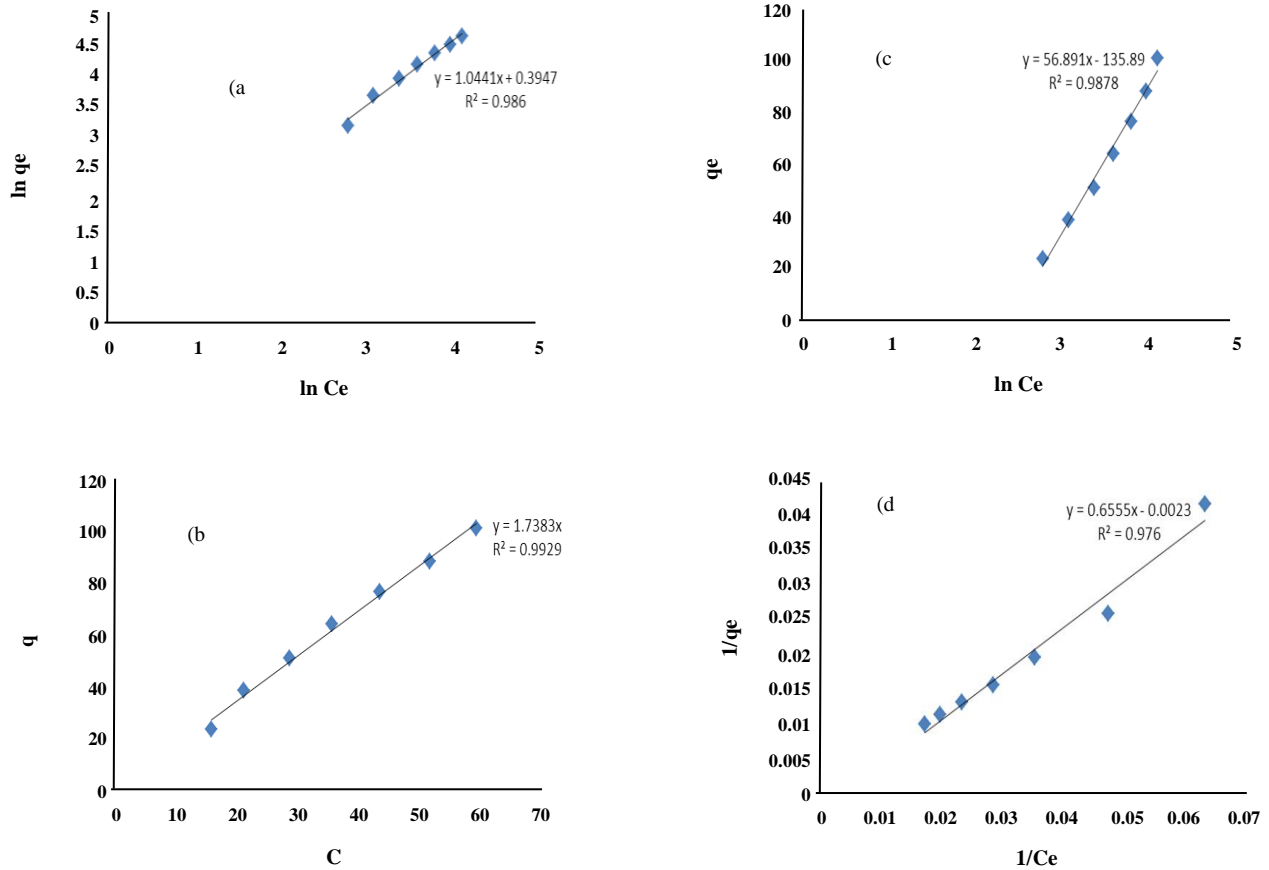 5
4.5
4
3.5
3
2.5
2
1.5
1
0.5
0
ln qe
(a
y = 1.0441x + 0.3947
R² = 0.986
0 1 2 3 4 5
ln Ce
120
100
80
60
40
20
0
qe
(c
y = 56.891x - 135.89
R² = 0.9878
0 1 2 3 4 5
ln Ce
120
100
80
60
40
20
0
q
(b
y = 1.7383x
R² = 0.9929
0 10 20 30 40 50 60 70
C
0.045
0.04
0.035
0.03
0.025
0.02
0.015
0.01
0.005
0
1/qe
(d
y = 0.6555x - 0.0023
R² = 0.976
0 0.01 0.02 0.03 0.04 0.05 0.06 0.07
1/Ce